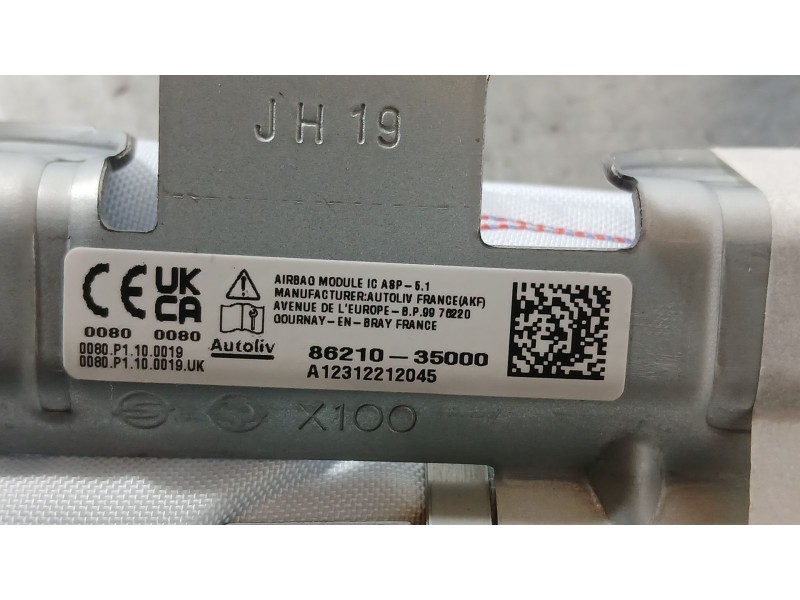 JH 19
CE UK CA
AIRBAG MODULE IC ASP-5.1
MANUFACTURER:AUTOLIV FRANCE(AKF)
AVENUE DE L'EUROPE-B.P.99 76220
GOURNAY-EN-BRAY FRANCE
0080 0080
0080.P1.10.0019
0080.P1.10.0019.UK
Autoliv
86210-35000
A12312212045
X100